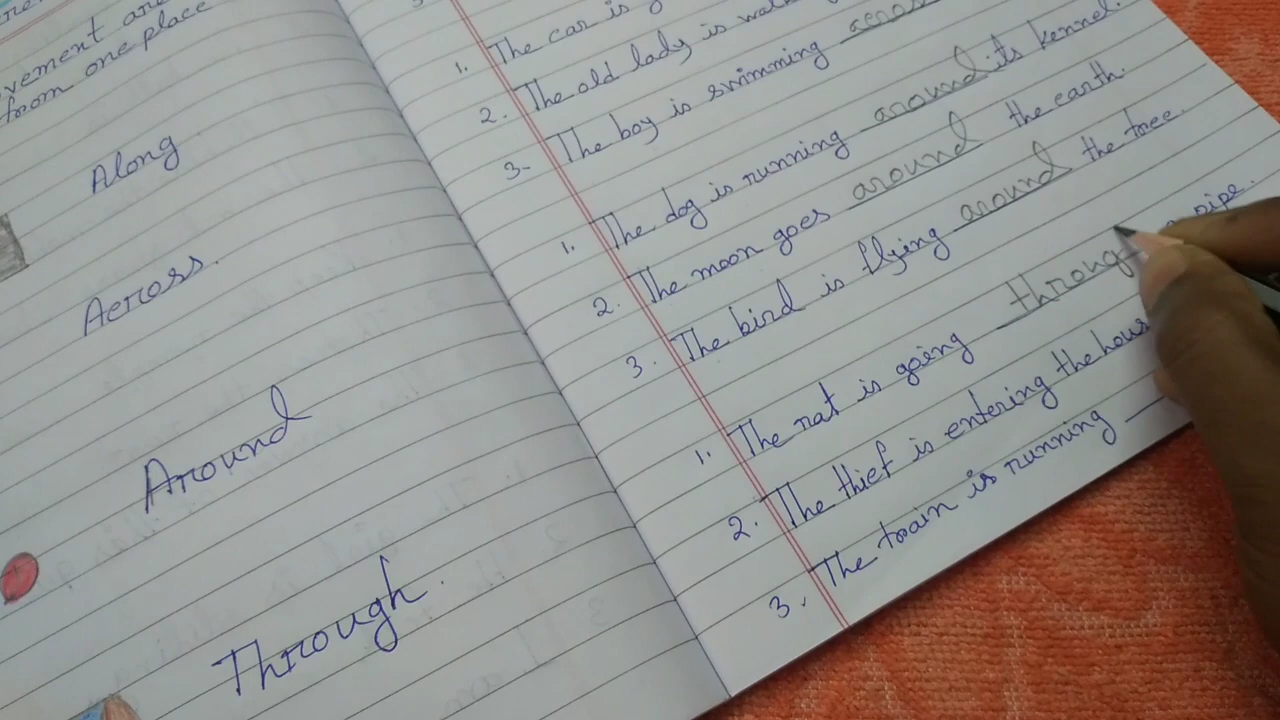 vement are
from one place
Along
Across.
Around
Through.
1. The car is g
2. The old lady is walk
3- The boy is swimming across
1. The dog is running around its kennel.
2. The moon goes around the earth.
3. The bird is flying around the tree.
1. The rat is going throug pipe.
2. The thief is entering the hous
3. The train is running